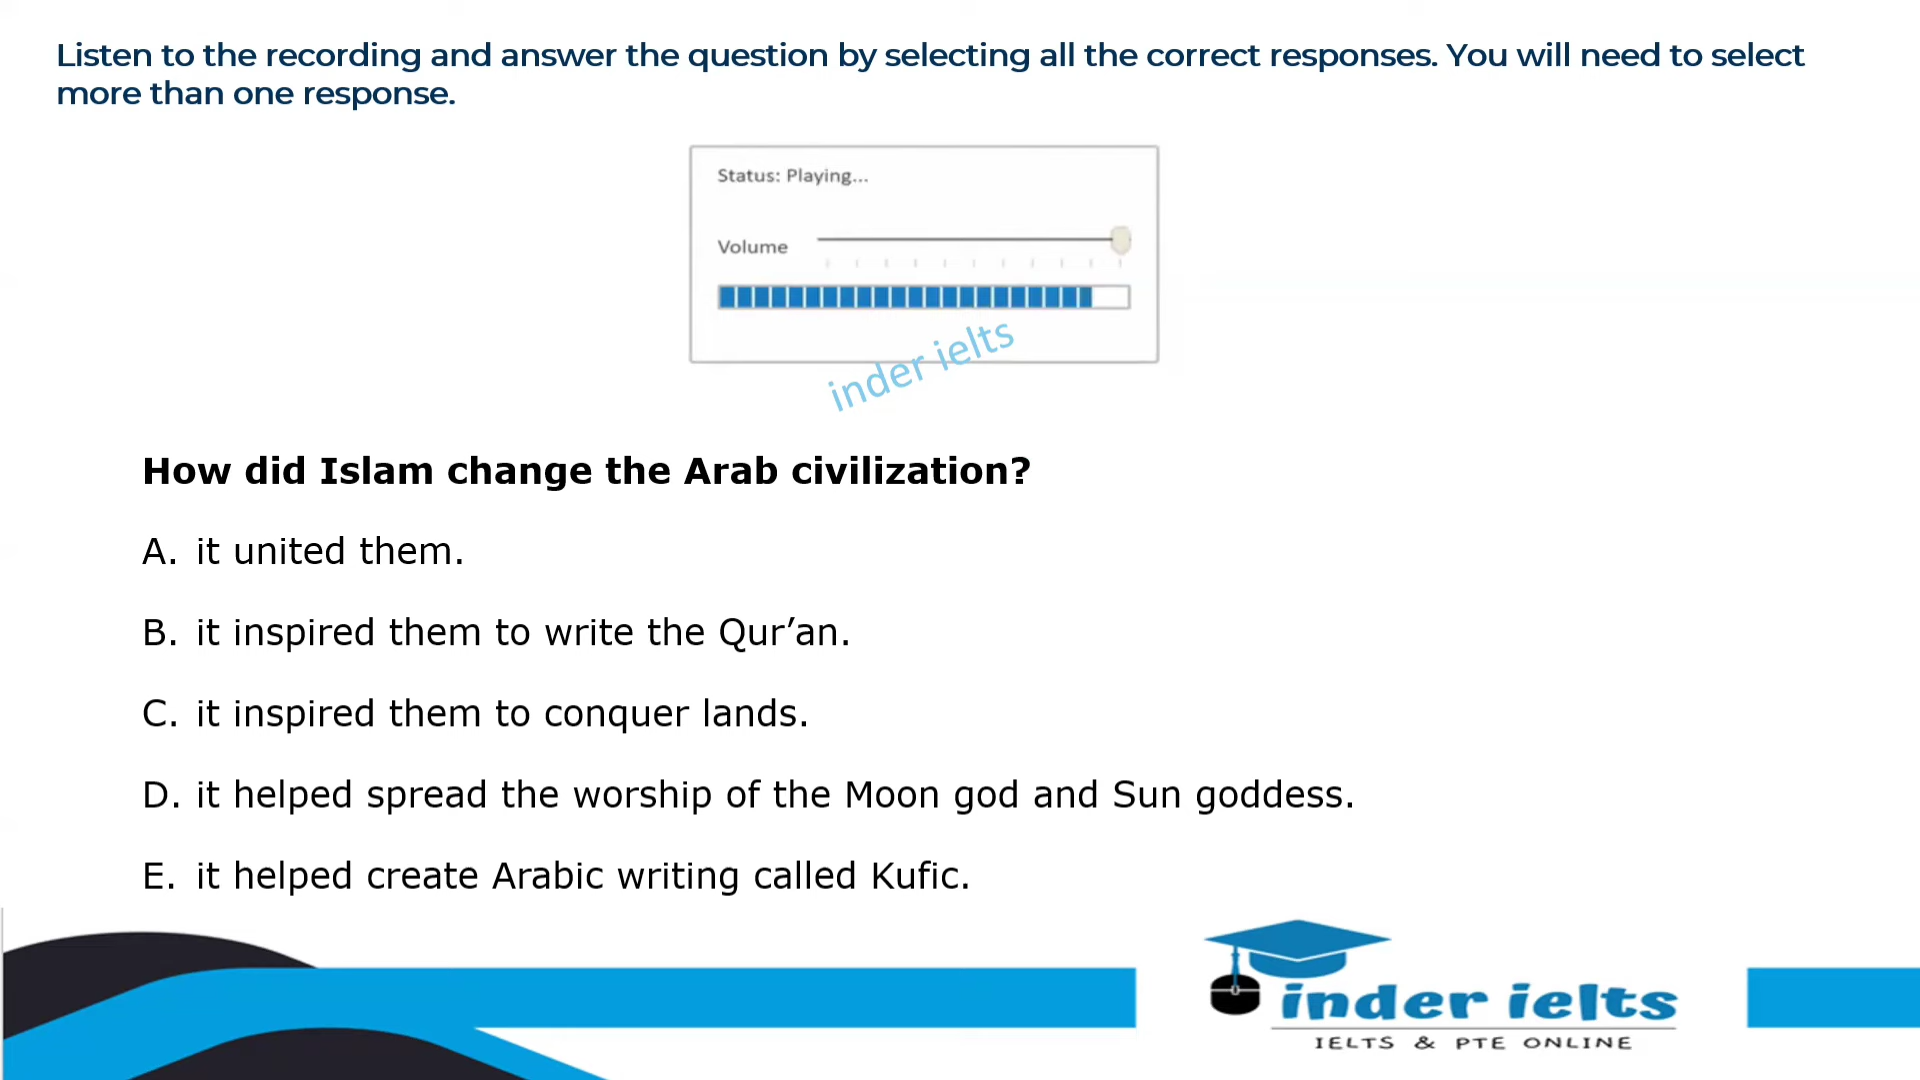 Listen to the recording and answer the question by selecting all the correct responses. You will need to select
more than one response.
Status: Playing...
Volume
inder ielts
How did Islam change the Arab civilization?
A. it united them.
B. it inspired them to write the Qur’an.
C. it inspired them to conquer lands.
D. it helped spread the worship of the Moon god and Sun goddess.
E. it helped create Arabic writing called Kufic.
inder ielts
IELTS & PTE ONLINE